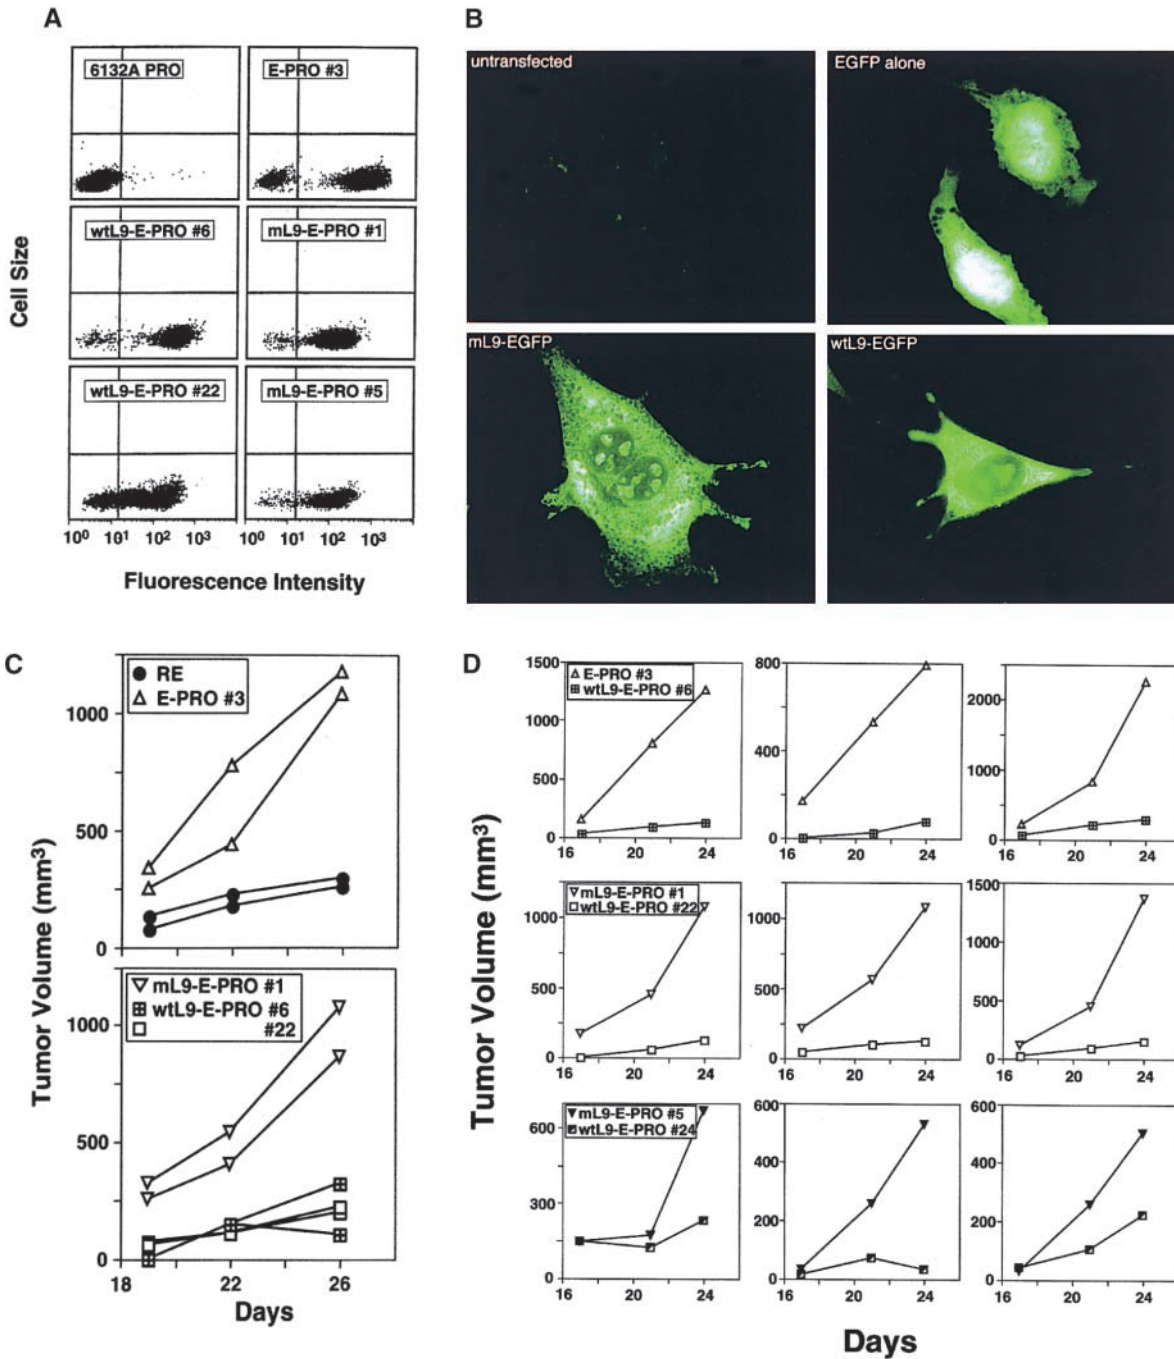 A
6132A PRO
E-PRO #3
wtL9-E-PRO #6
mL9-E-PRO #1
wtL9-E-PRO #22
mL9-E-PRO #5
Cell Size
10⁰ 10¹ 10² 10³
10⁰ 10¹ 10² 10³
Fluorescence Intensity
B
untransfected
EGFP alone
mL9-EGFP
wtL9-EGFP
C
RE
E-PRO #3
1000
500
0
mL9-E-PRO #1
wtL9-E-PRO #6
#22
1000
500
0
18 22 26
Tumor Volume (mm³)
Days
D
E-PRO #3
wtL9-E-PRO #6
1500
1000
500
0
16 20 24
800
400
0
16 20 24
2000
1000
0
16 20 24
mL9-E-PRO #1
wtL9-E-PRO #22
1000
500
0
16 20 24
1000
500
0
16 20 24
1500
1000
500
0
16 20 24
mL9-E-PRO #5
wtL9-E-PRO #24
600
300
0
16 20 24
600
400
200
0
16 20 24
600
400
200
0
16 20 24
Tumor Volume (mm³)
Days